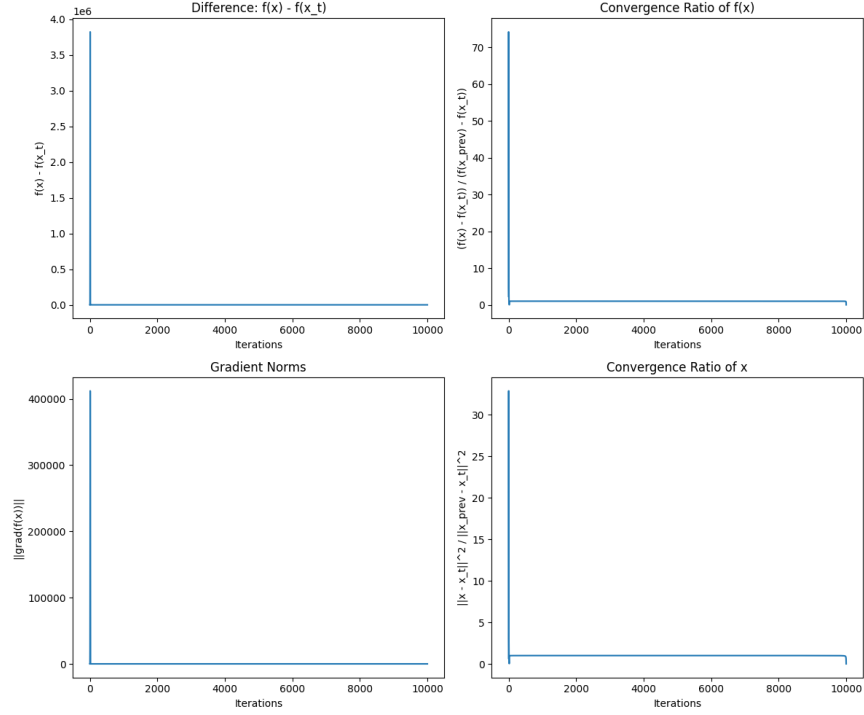 Difference: f(x) - f(x_t)
1e6
4.0
3.5
3.0
2.5
2.0
1.5
1.0
0.5
0.0
f(x) - f(x_t)
0 2000 4000 6000 8000 10000
Iterations
Convergence Ratio of f(x)
70
60
50
40
30
20
10
0
(f(x) - f(x_t)) / (f(x_prev) - f(x_t))
0 2000 4000 6000 8000 10000
Iterations
Gradient Norms
400000
300000
200000
100000
0
||grad(f(x))||
0 2000 4000 6000 8000 10000
Iterations
Convergence Ratio of x
30
25
20
15
10
5
0
||x - x_t||^2 / ||x_prev - x_t||^2
0 2000 4000 6000 8000 10000
Iterations